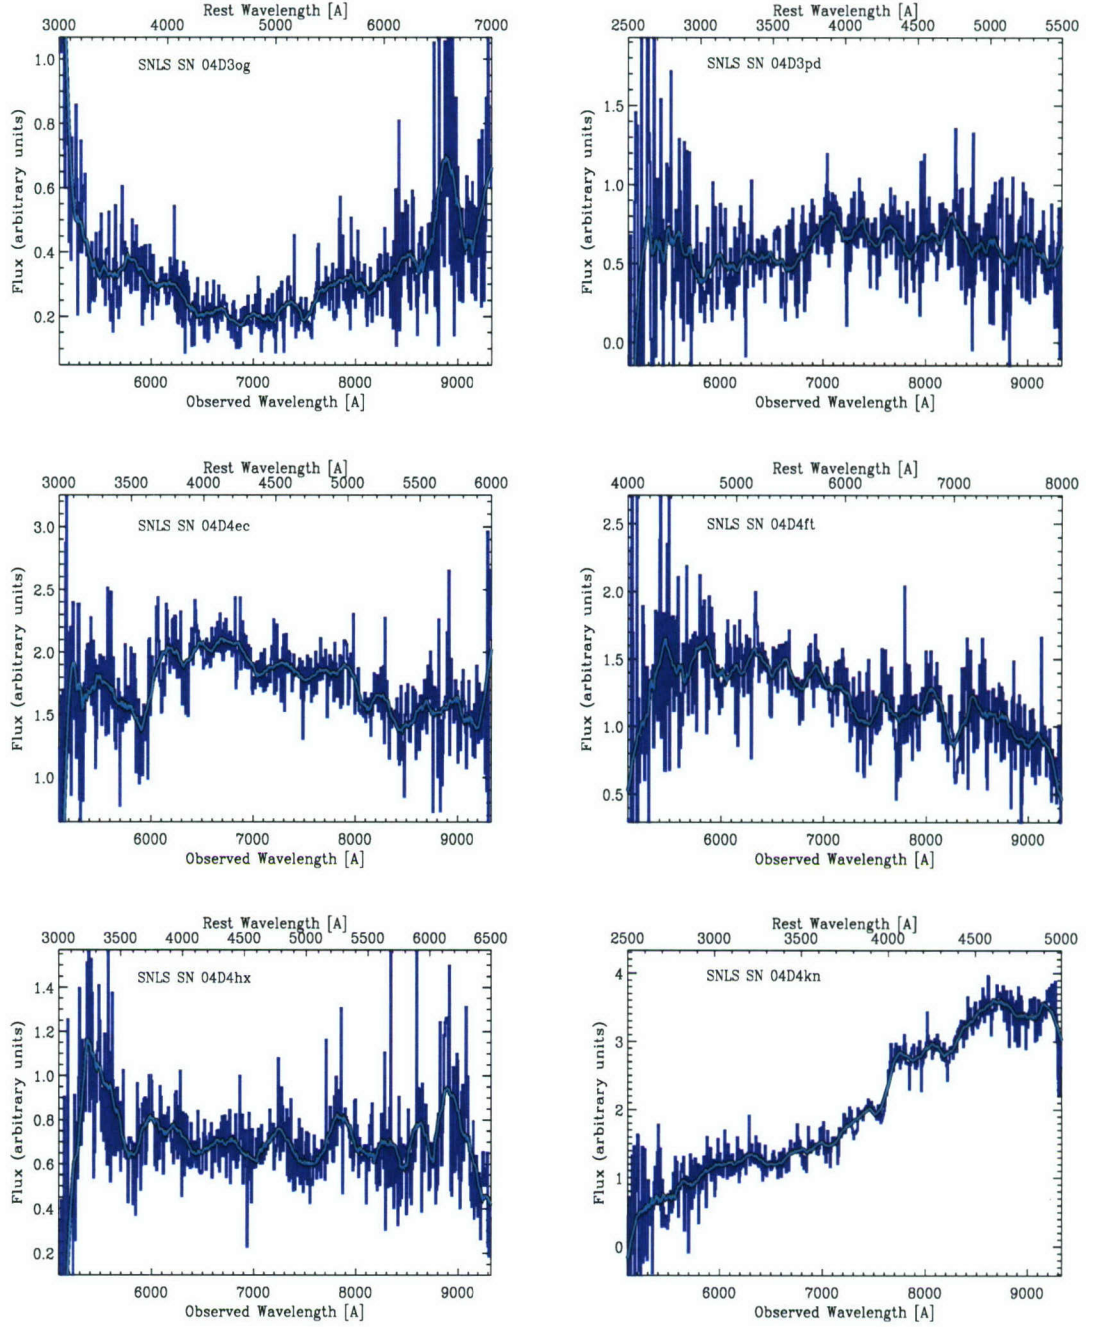 Rest Wavelength [A]
3000 4000 5000 6000 7000
SNLS SN 04D3og
Flux (arbitrary units)
1.0
0.8
0.6
0.4
0.2
6000 7000 8000 9000
Observed Wavelength [A]
Rest Wavelength [A]
2500 3000 3500 4000 4500 5000 5500
SNLS SN 04D3pd
Flux (arbitrary units)
1.5
1.0
0.5
0.0
6000 7000 8000 9000
Observed Wavelength [A]
Rest Wavelength [A]
3000 3500 4000 4500 5000 5500 6000
SNLS SN 04D4ec
Flux (arbitrary units)
3.0
2.5
2.0
1.5
1.0
6000 7000 8000 9000
Observed Wavelength [A]
Rest Wavelength [A]
4000 5000 6000 7000 8000
SNLS SN 04D4ft
Flux (arbitrary units)
2.5
2.0
1.5
1.0
0.5
6000 7000 8000 9000
Observed Wavelength [A]
Rest Wavelength [A]
3000 3500 4000 4500 5000 5500 6000 6500
SNLS SN 04D4hx
Flux (arbitrary units)
1.4
1.2
1.0
0.8
0.6
0.4
0.2
6000 7000 8000 9000
Observed Wavelength [A]
Rest Wavelength [A]
2500 3000 3500 4000 4500 5000
SNLS SN 04D4kn
Flux (arbitrary units)
4
3
2
1
0
6000 7000 8000 9000
Observed Wavelength [A]